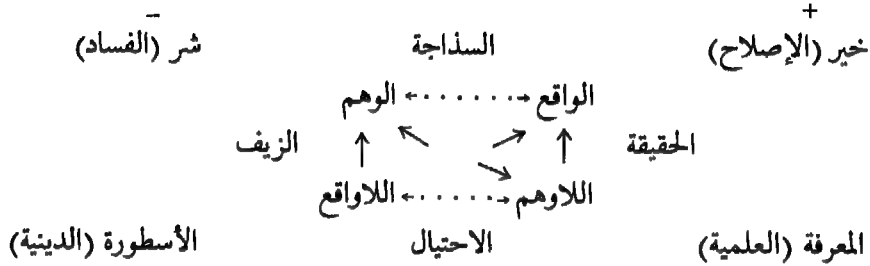 + −
خير (الإصلاح) السذاجة شر (الفساد)
الواقع الوهم
الحقيقة الزيف
اللاوهم اللاواقع
المعرفة (العلمية) الاحتيال الأسطورة (الدينية)